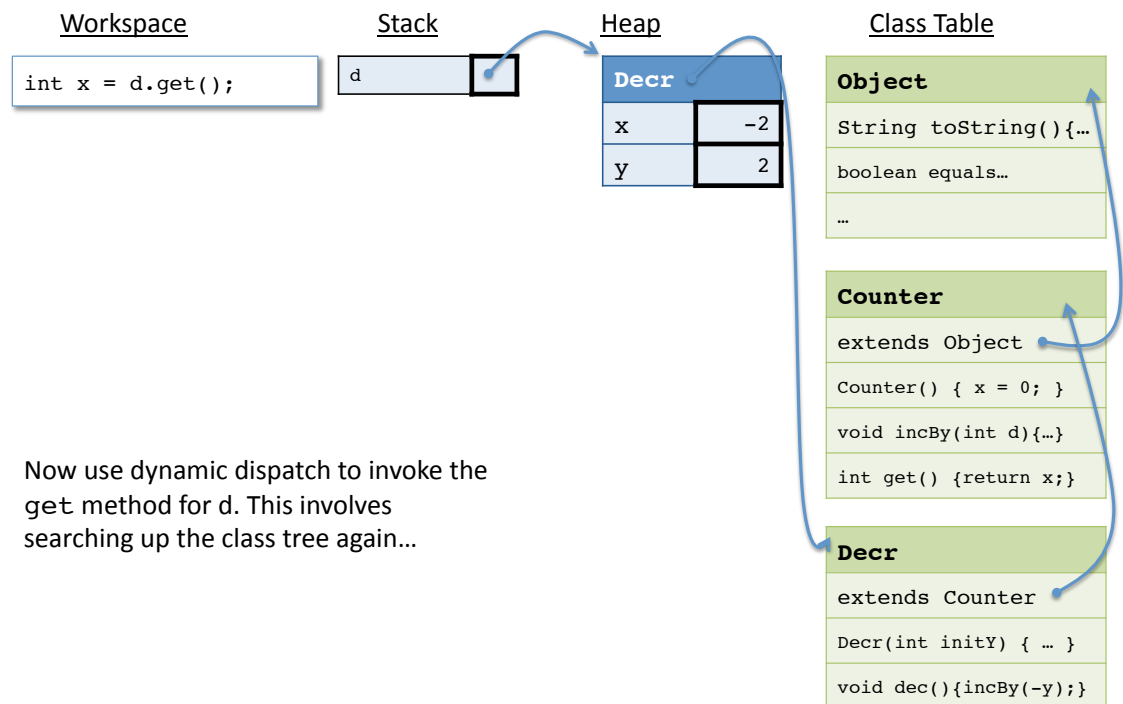 Workspace
Stack
Heap
Class Table
int x = d.get();
d
Decr
x -2
y 2
Object
String toString(){…
boolean equals…
…
Counter
extends Object
Counter() { x = 0; }
void incBy(int d){…}
int get() {return x;}
Decr
extends Counter
Decr(int initY) { … }
void dec(){incBy(-y);}
Now use dynamic dispatch to invoke the
get method for d. This involves
searching up the class tree again…